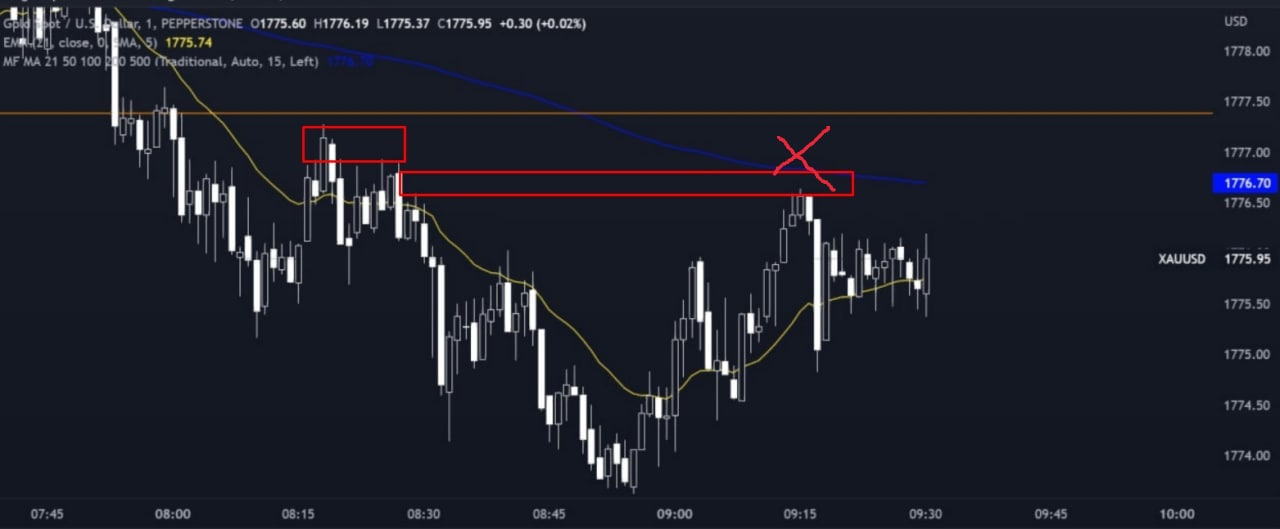 Gold Spot / U.S. Dollar, 1, PEPPERSTONE O1775.60 H1776.19 L1775.37 C1775.95 +0.30 (+0.02%)
EMA (21, close, 0, SMA, 5) 1775.74
MF MA 21 50 100 200 500 (Traditional, Auto, 15, Left) 1776.70
USD
1778.00
1777.50
1777.00
1776.70
1776.50
XAUUSD 1775.95
1775.50
1775.00
1774.50
1774.00
07:45 08:00 08:15 08:30 08:45 09:00 09:15 09:30 09:45 10:00